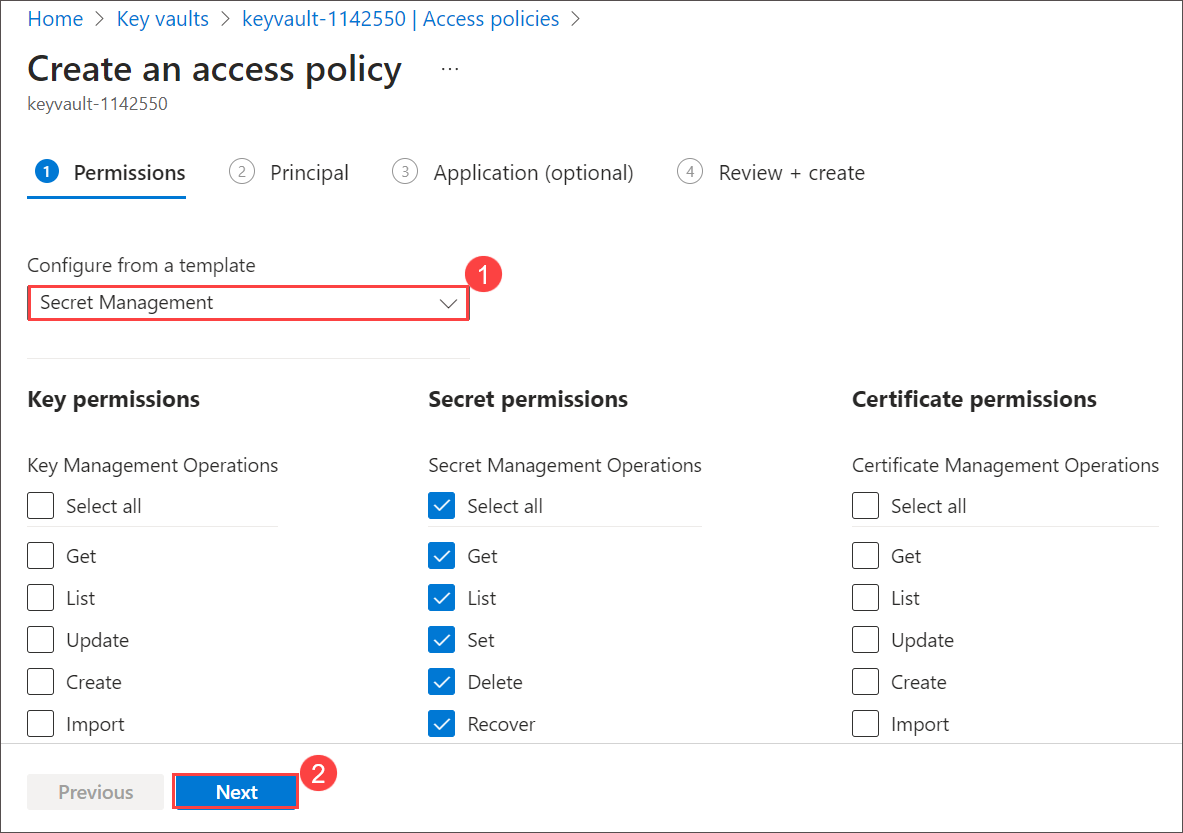 Home > Key vaults > keyvault-1142550 | Access policies >
Create an access policy ...
keyvault-1142550
1 Permissions 2 Principal 3 Application (optional) 4 Review + create
Configure from a template
1
Secret Management
Key permissions Secret permissions Certificate permissions
Key Management Operations Secret Management Operations Certificate Management Operations
Select all Select all Select all
Get Get Get
List List List
Update Set Update
Create Delete Create
Import Recover Import
2
Previous Next